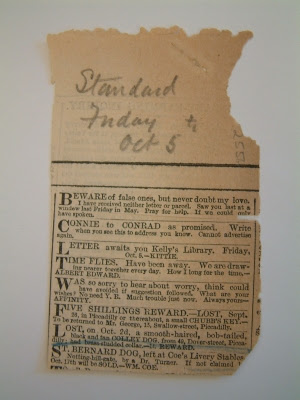 Standard
Friday
Oct 5
BEWARE of false ones, but never doubt my love.
I have received neither letter or parcel. Saw you last at a
window last Friday in May. Pray for help. If we could only
have spoken.
CONNIE to CONRAD as promised. Write
when you see this to address you know. Cannot advertise
again.
LETTER awaits you Kelly's Library. Friday,
Oct. 5.—KITTIE.
TIME FLIES. Have been away. We are draw-
ing nearer together every day. How I long for the time.—
ALBERT EDWARD.
WAS so sorry to hear about worry, think could
have avoided if suggestion followed. What are your
wishes? No need Y. R. Much trouble just now. Always yours—
AFFINITY.
FIVE SHILLINGS REWARD.—LOST, Sept.
26, in Piccadilly or thereabout, a small CHURB'S KEY.—
To be returned to Mr. George, 13, Swallow-street, Piccadilly.
LOST, on Oct. 2d, a smooth-haired, bob-tailed,
black and tan COLLEY DOG, from 46, Dover-street, Picca-
dilly; had brass studded collar.—1l. REWARD.
ST. BERNARD DOG, left at Coe's Livery Stables
Notting-hill-gate, by a Dr. Turner. If not claimed
Oct. 11th will be SOLD.—WM. COE.